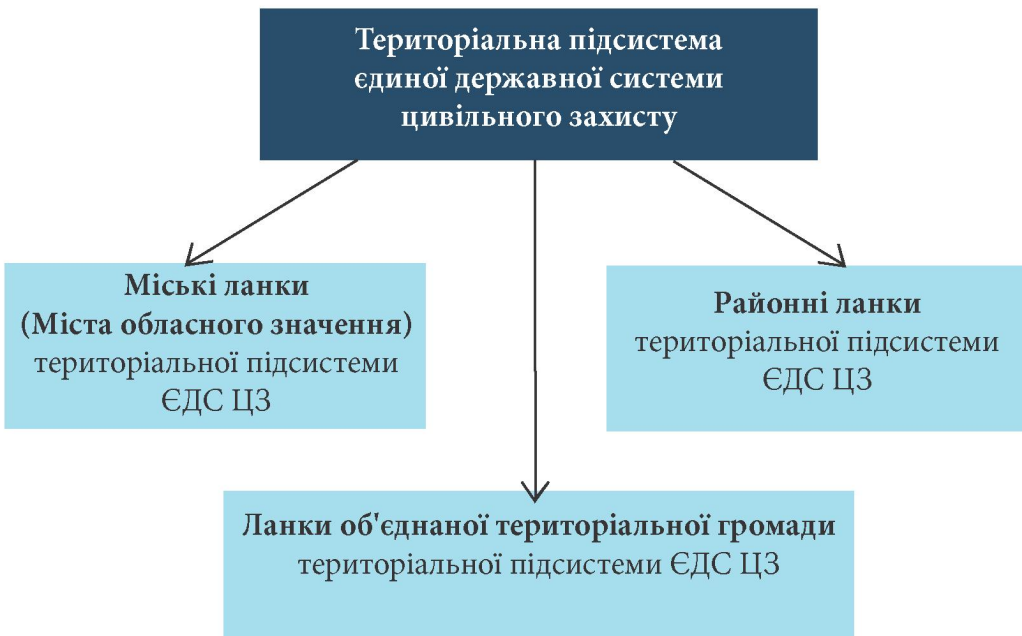 Територіальна підсистема
єдиної державної системи
цивільного захисту
Міські ланки
(Міста обласного значення)
територіальної підсистеми
ЄДС ЦЗ
Районні ланки
територіальної підсистеми
ЄДС ЦЗ
Ланки об'єднаної територіальної громади
територіальної підсистеми ЄДС ЦЗ